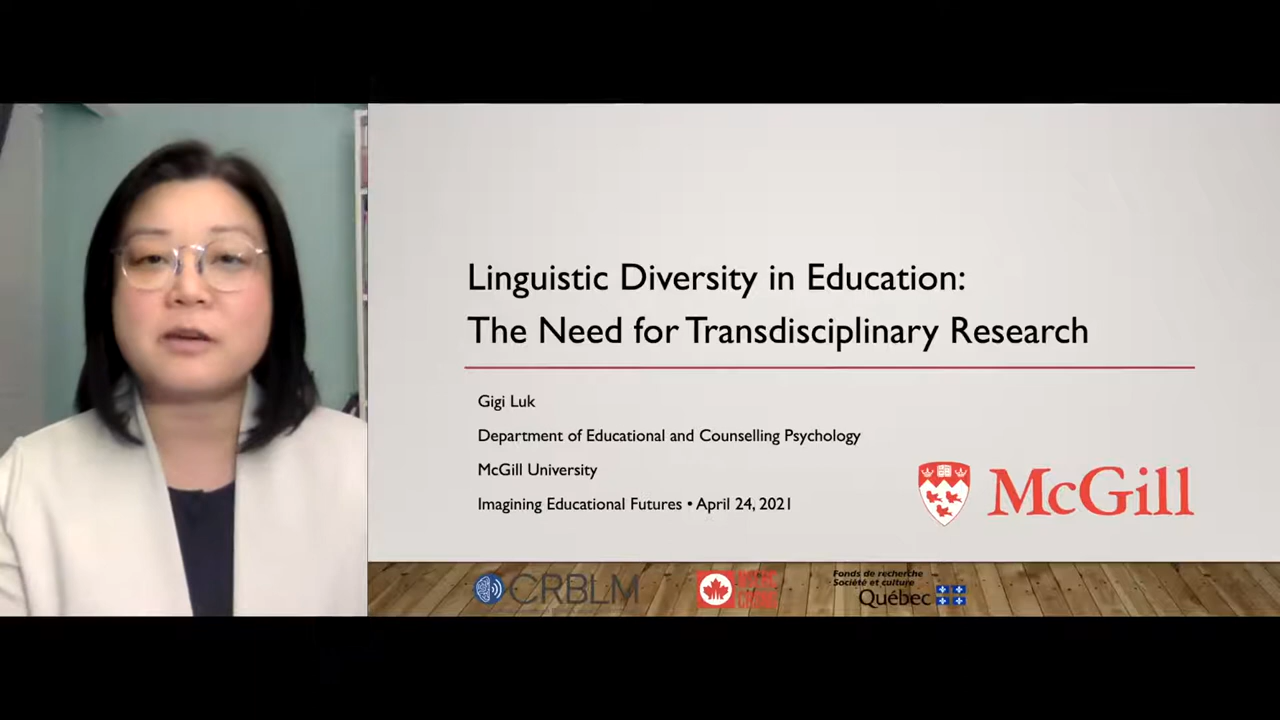 Linguistic Diversity in Education:
The Need for Transdisciplinary Research
Gigi Luk
Department of Educational and Counselling Psychology
McGill University
Imagining Educational Futures • April 24, 2021
McGill
CRBLM
Fonds de recherche
Société et culture
Québec